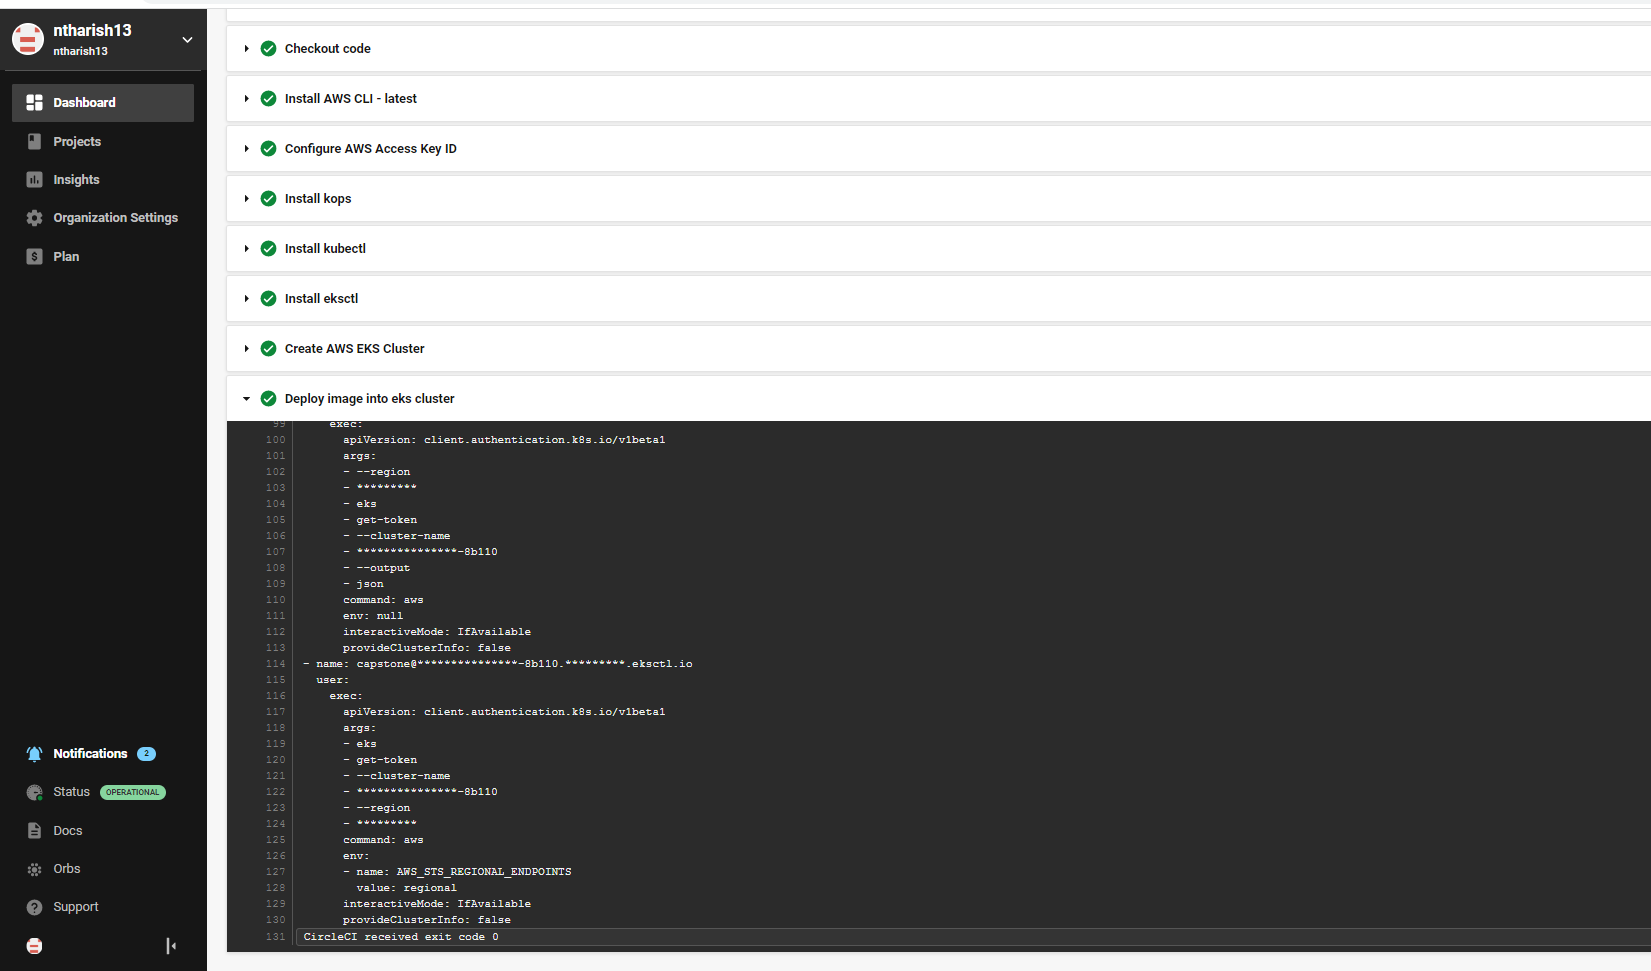 ntharish13
ntharish13
Dashboard
Projects
Insights
Organization Settings
Plan
Notifications 2
Status OPERATIONAL
Docs
Orbs
Support
Checkout code
Install AWS CLI - latest
Configure AWS Access Key ID
Install kops
Install kubectl
Install eksctl
Create AWS EKS Cluster
Deploy image into eks cluster
99 exec:
100 apiVersion: client.authentication.k8s.io/v1beta1
101 args:
102 - --region
103 - *********
104 - eks
105 - get-token
106 - --cluster-name
107 - ***************-8b110
108 - --output
109 - json
110 command: aws
111 env: null
112 interactiveMode: IfAvailable
113 provideClusterInfo: false
114 - name: capstone@***************-8b110.*********.eksctl.io
115 user:
116 exec:
117 apiVersion: client.authentication.k8s.io/v1beta1
118 args:
119 - eks
120 - get-token
121 - --cluster-name
122 - ***************-8b110
123 - --region
124 - *********
125 command: aws
126 env:
127 - name: AWS_STS_REGIONAL_ENDPOINTS
128 value: regional
129 interactiveMode: IfAvailable
130 provideClusterInfo: false
131 CircleCI received exit code 0